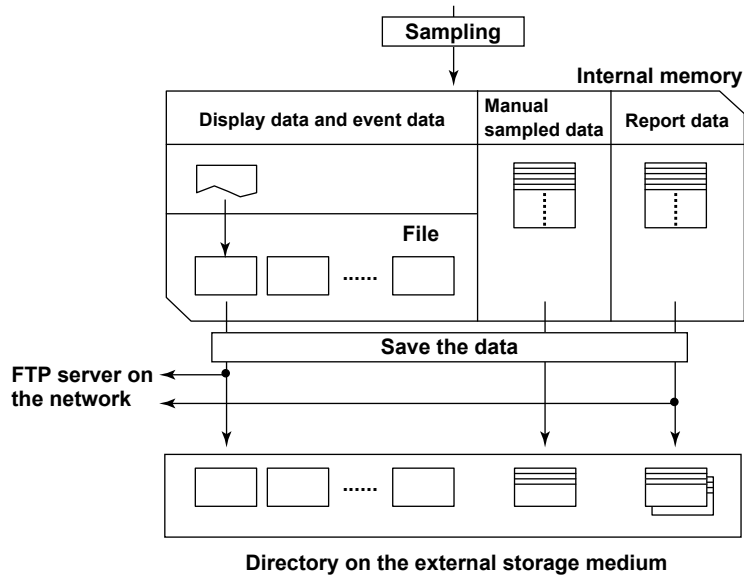 Sampling
Internal memory
Display data and event data
Manual
sampled data
Report data
File
......
Save the data
FTP server on
the network
......
Directory on the external storage medium